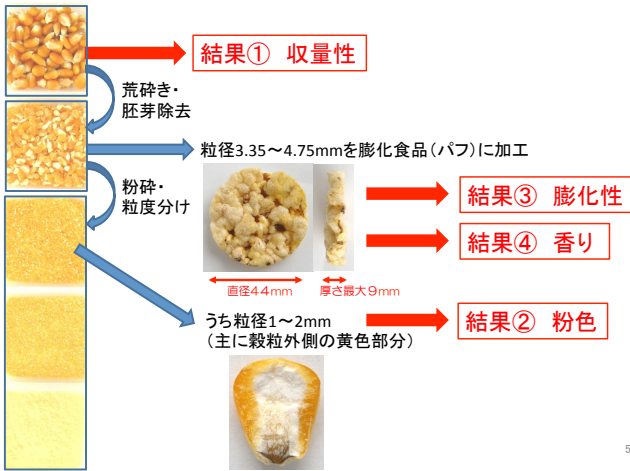 結果① 収量性
荒砕き・
胚芽除去
粒径3.35～4.75mmを膨化食品（パフ）に加工
粉砕・
粒度分け
結果③ 膨化性
結果④ 香り
直径44mm 厚さ最大9mm
うち粒径1～2mm
（主に穀粒外側の黄色部分）
結果② 粉色
5